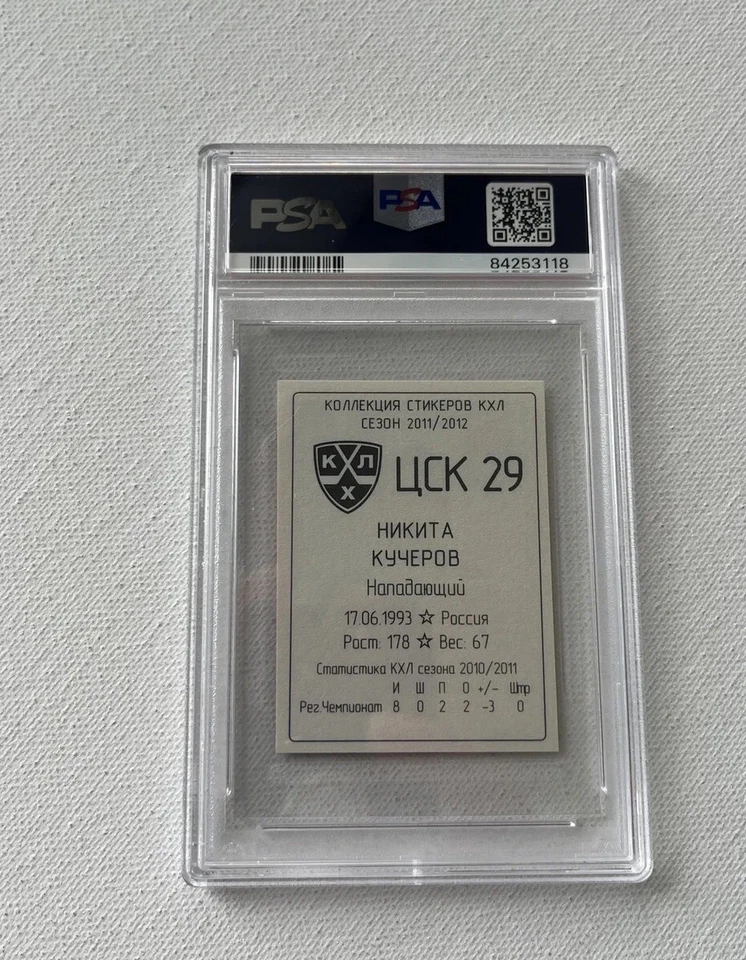 PSA PSA
84253118
КОЛЛЕКЦИЯ СТИКЕРОВ КХЛ
СЕЗОН 2011/2012
КХЛ ЦСК 29
НИКИТА
КУЧЕРОВ
Нападающий
17.06.1993 ☆ Россия
Рост: 178 ☆ Вес: 67
Статистика КХЛ сезона 2010/2011
И Ш П О +/- Штр
Рег.Чемпионат 8 0 2 2 -3 0